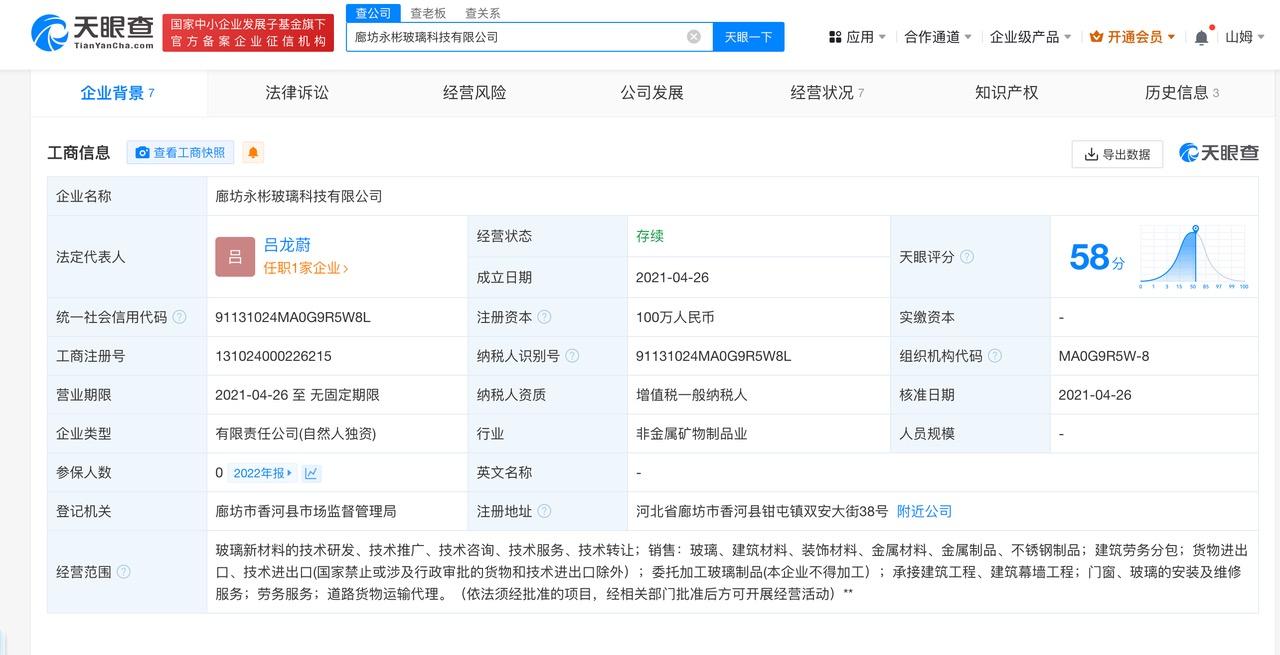 天眼查
TianYanCha.com
国家中小企业发展子基金旗下
官方备案企业征信机构
查公司 查老板 查关系
廊坊永彬玻璃科技有限公司
天眼一下
应用 合作通道 企业级产品 开通会员 山姆
企业背景 7 法律诉讼 经营风险 公司发展 经营状况 7 知识产权 历史信息 3
工商信息 查看工商快照 导出数据 天眼查
企业名称 廊坊永彬玻璃科技有限公司
法定代表人 吕 吕龙蔚 任职1家企业
经营状态 存续
成立日期 2021-04-26
天眼评分 ? 58分
0 1 3 15 50 85 97 99 100
统一社会信用代码 ? 91131024MA0G9R5W8L 注册资本 ? 100万人民币 实缴资本 -
工商注册号 131024000226215 纳税人识别号 ? 91131024MA0G9R5W8L 组织机构代码 ? MA0G9R5W-8
营业期限 2021-04-26 至 无固定期限 纳税人资质 增值税一般纳税人 核准日期 2021-04-26
企业类型 有限责任公司(自然人独资) 行业 非金属矿物制品业 人员规模 -
参保人数 0 2022年报 英文名称 -
登记机关 廊坊市香河县市场监督管理局 注册地址 ? 河北省廊坊市香河县钳屯镇双安大街38号 附近公司
经营范围 ? 玻璃新材料的技术研发、技术推广、技术咨询、技术服务、技术转让；销售：玻璃、建筑材料、装饰材料、金属材料、金属制品、不锈钢制品；建筑劳务分包；货物进出
口、技术进出口(国家禁止或涉及行政审批的货物和技术进出口除外）；委托加工玻璃制品(本企业不得加工）；承接建筑工程、建筑幕墙工程；门窗、玻璃的安装及维修
服务；劳务服务；道路货物运输代理。（依法须经批准的项目，经相关部门批准后方可开展经营活动）**